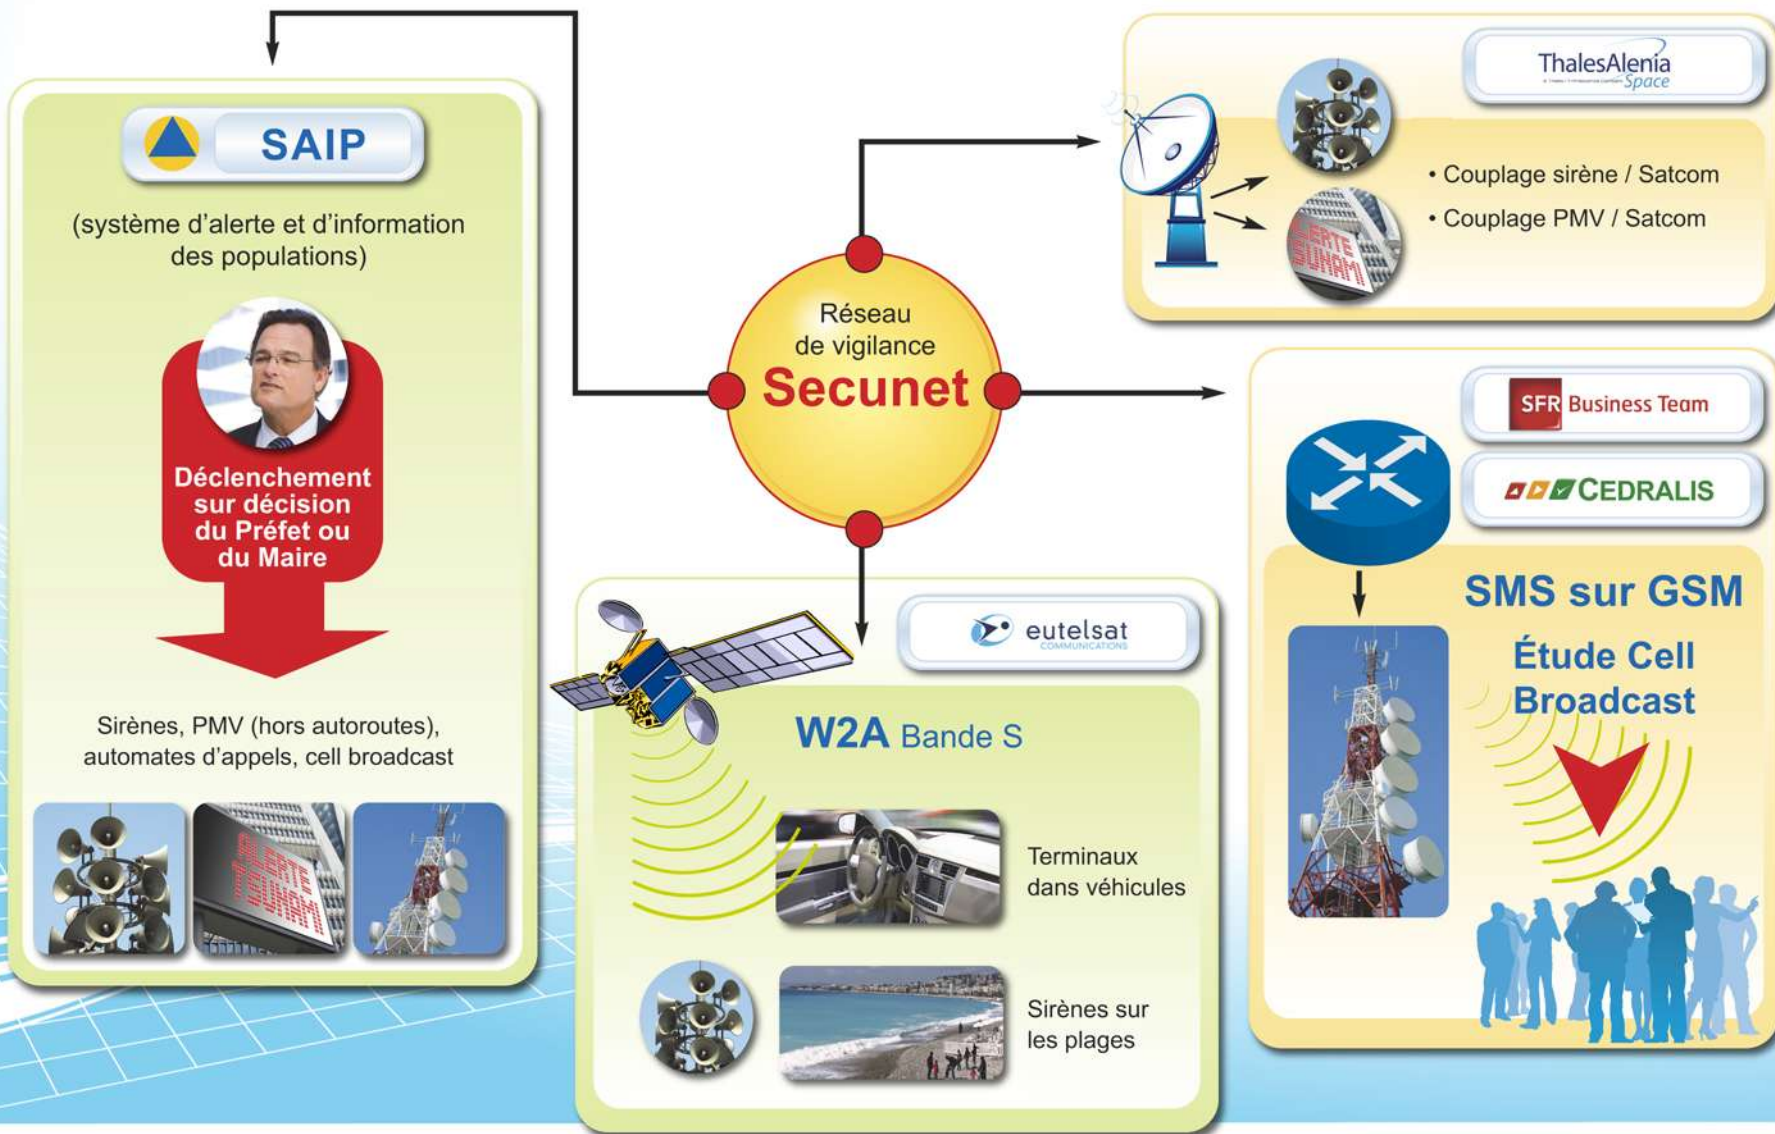 SAIP
(système d'alerte et d'information
des populations)
Déclenchement
sur décision
du Préfet ou
du Maire
Sirènes, PMV (hors autoroutes),
automates d'appels, cell broadcast
ALERTE
TSUNAMI
Réseau
de vigilance
Secunet
ThalesAlenia
Space
• Couplage sirène / Satcom
• Couplage PMV / Satcom
ALERTE
TSUNAMI
SFR Business Team
CEDRALIS
SMS sur GSM
Étude Cell
Broadcast
eutelsat
COMMUNICATIONS
W2A Bande S
Terminaux
dans véhicules
Sirènes sur
les plages